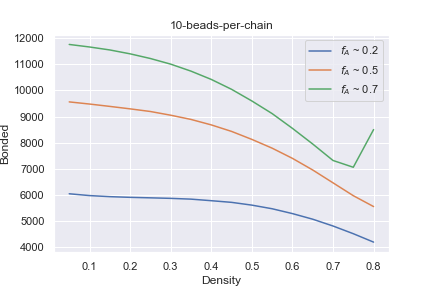 10-beads-per-chain
12000
11000
10000
9000
8000
7000
6000
5000
4000
Bonded
f_A ~ 0.2
f_A ~ 0.5
f_A ~ 0.7
0.1 0.2 0.3 0.4 0.5 0.6 0.7 0.8
Density